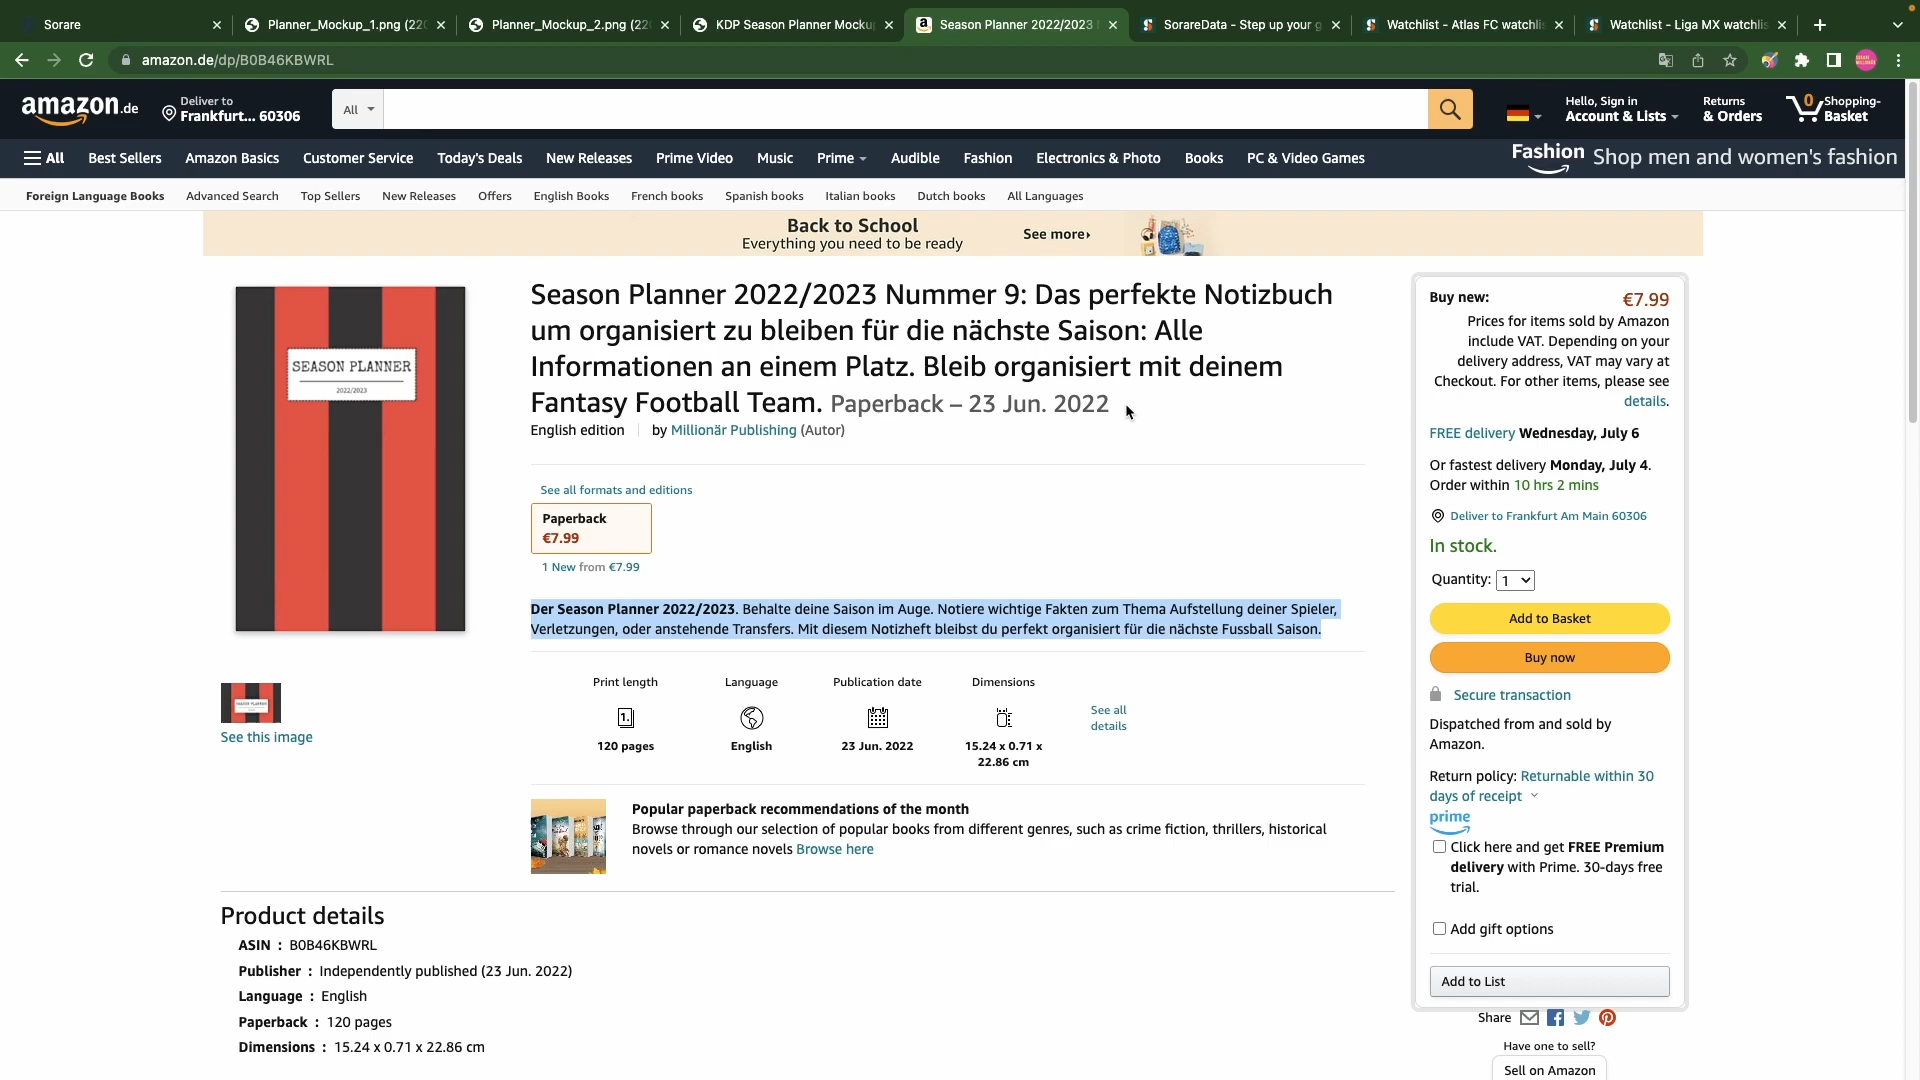 Sorare
Planner_Mockup_1.png (220
Planner_Mockup_2.png (220
KDP Season Planner Mockup
Season Planner 2022/2023
SorareData - Step up your g
Watchlist - Atlas FC watchlis
Watchlist - Liga MX watchlis
amazon.de/dp/B0B46KBWRL
amazon.de
Deliver to
Frankfurt... 60306
All
Hello, Sign in
Account & Lists
Returns
& Orders
0
Shopping-
Basket
All
Best Sellers
Amazon Basics
Customer Service
Today's Deals
New Releases
Prime Video
Music
Prime
Audible
Fashion
Electronics & Photo
Books
PC & Video Games
Fashion Shop men and women's fashion
Foreign Language Books
Advanced Search
Top Sellers
New Releases
Offers
English Books
French books
Spanish books
Italian books
Dutch books
All Languages
Back to School
Everything you need to be ready
See more
SEASON PLANNER
2022/2023
See this image
Season Planner 2022/2023 Nummer 9: Das perfekte Notizbuch
um organisiert zu bleiben für die nächste Saison: Alle
Informationen an einem Platz. Bleib organisiert mit deinem
Fantasy Football Team. Paperback – 23 Jun. 2022
English edition
by Millionär Publishing (Autor)
See all formats and editions
Paperback
€7.99
1 New from €7.99
Der Season Planner 2022/2023. Behalte deine Saison im Auge. Notiere wichtige Fakten zum Thema Aufstellung deiner Spieler,
Verletzungen, oder anstehende Transfers. Mit diesem Notizheft bleibst du perfekt organisiert für die nächste Fussball Saison.
Print length
1.
120 pages
Language
English
Publication date
23 Jun. 2022
Dimensions
15.24 x 0.71 x
22.86 cm
See all
details
Popular paperback recommendations of the month
Browse through our selection of popular books from different genres, such as crime fiction, thrillers, historical
novels or romance novels Browse here
Product details
ASIN : B0B46KBWRL
Publisher : Independently published (23 Jun. 2022)
Language : English
Paperback : 120 pages
Dimensions : 15.24 x 0.71 x 22.86 cm
Buy new:
€7.99
Prices for items sold by Amazon
include VAT. Depending on your
delivery address, VAT may vary at
Checkout. For other items, please see
details.
FREE delivery Wednesday, July 6
Or fastest delivery Monday, July 4.
Order within 10 hrs 2 mins
Deliver to Frankfurt Am Main 60306
In stock.
Quantity: 1
Add to Basket
Buy now
Secure transaction
Dispatched from and sold by
Amazon.
Return policy: Returnable within 30
days of receipt
prime
Click here and get FREE Premium
delivery with Prime. 30-days free
trial.
Add gift options
Add to List
Share
Have one to sell?
Sell on Amazon